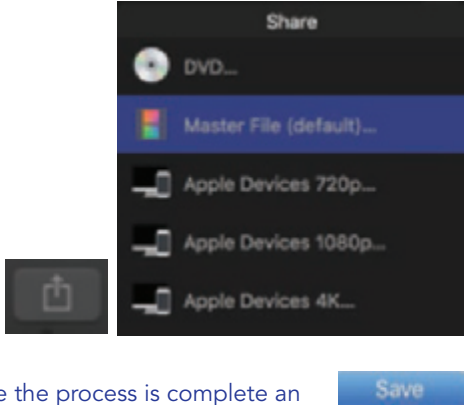 Share
DVD...
Master File (default)...
Apple Devices 720p...
Apple Devices 1080p...
Apple Devices 4K...
the process is complete an
Save